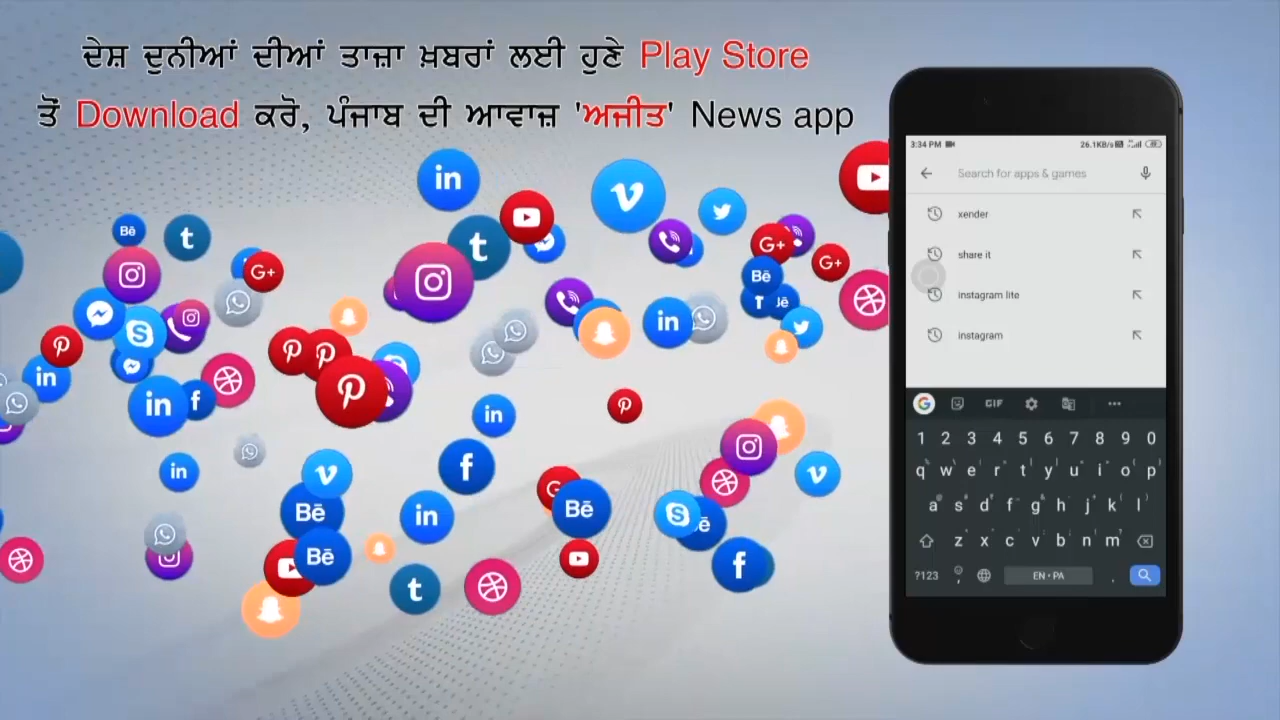 ਦੇਸ਼ ਦੁਨੀਆਂ ਦੀਆਂ ਤਾਜ਼ਾ ਖ਼ਬਰਾਂ ਲਈ ਹੁਣੇ Play Store
ਤੋਂ Download ਕਰੋ, ਪੰਜਾਬ ਦੀ ਆਵਾਜ਼ 'ਅਜੀਤ' News app
3:34 PM 26.1KB/s
Search for apps & games
xender
share it
instagram lite
instagram
GIF
1 2 3 4 5 6 7 8 9 0
q w e r t y u i o p
a s d f g h j k l
z x c v b n m
?123 , EN • PA .